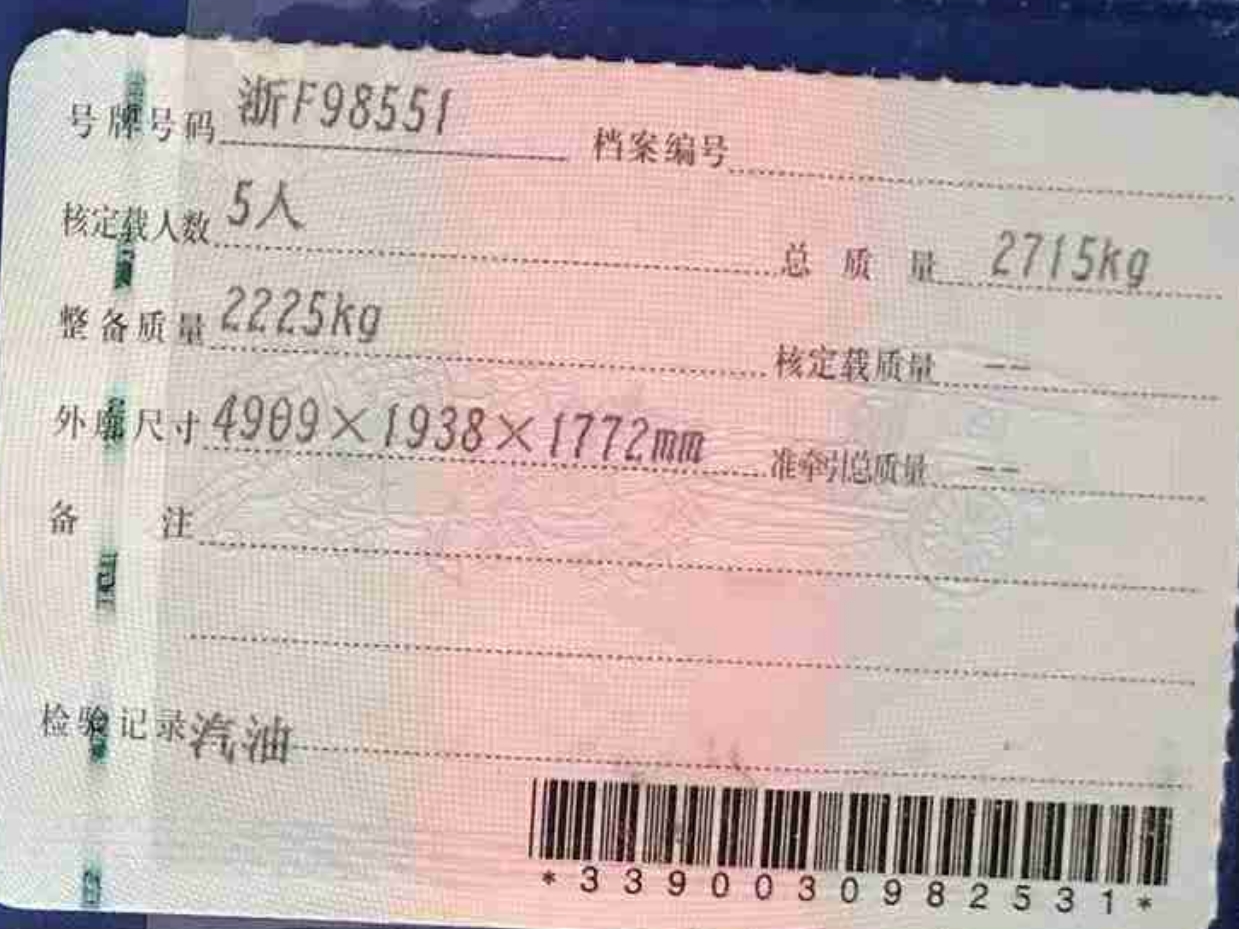 号牌号码 浙F98551 档案编号
核定载人数 5人 总质量 2715kg
整备质量 2225kg 核定载质量 --
外廓尺寸 4909×1938×1772mm 准牵引总质量 --
备注
检验记录 汽油
*3390030982531*